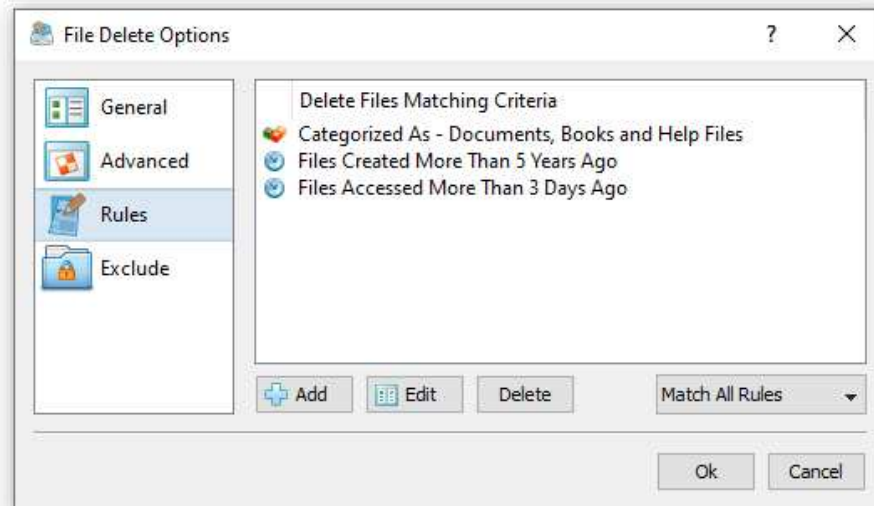 File Delete Options
?
General
Advanced
Rules
Exclude
Delete Files Matching Criteria
Categorized As - Documents, Books and Help Files
Files Created More Than 5 Years Ago
Files Accessed More Than 3 Days Ago
Add
Edit
Delete
Match All Rules
Ok
Cancel